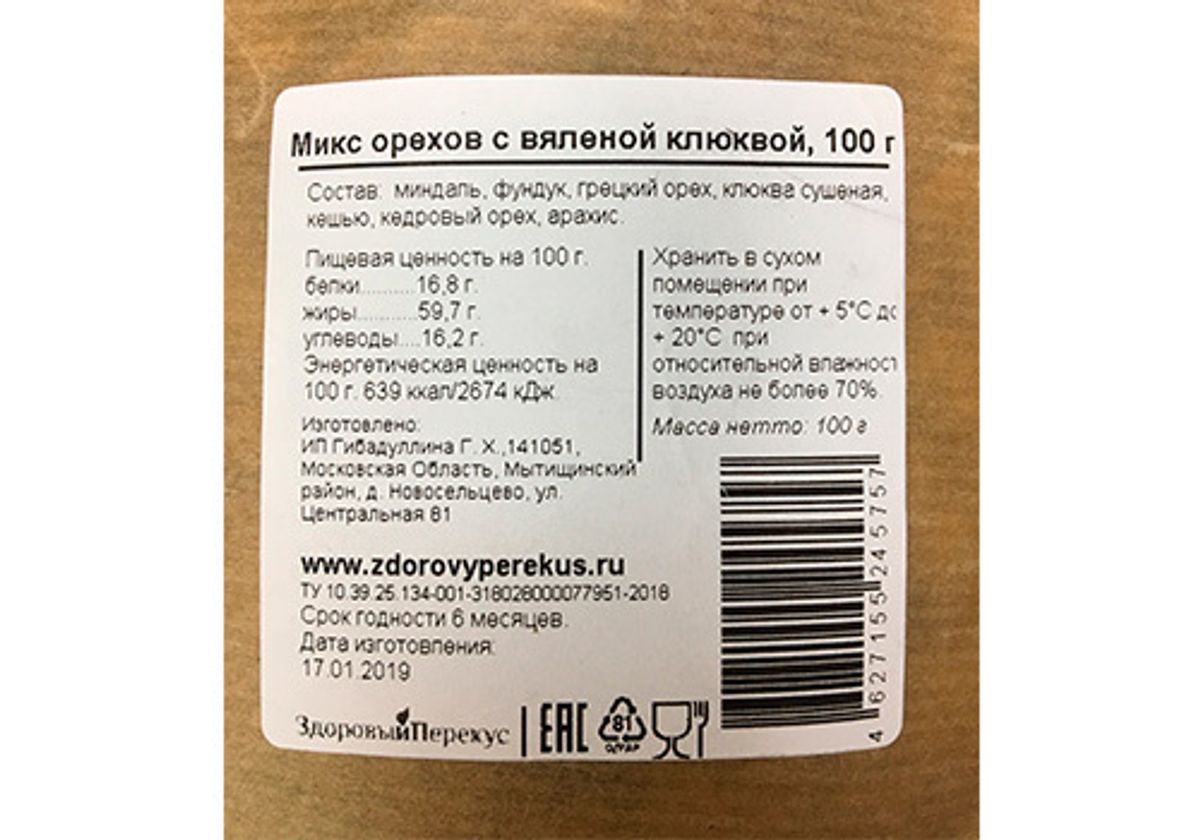 Микс орехов с вяленой клюквой, 100 г
Состав: миндаль, фундук, грецкий орех, клюква сушеная,
кешью, кедровый орех, арахис.
Пищевая ценность на 100 г.
белки..........16,8 г.
жиры...........59,7 г.
углеводы....16,2 г.
Энергетическая ценность на
100 г. 639 ккал/2674 кДж.
Изготовлено:
ИП Гибадуллина Г. Х.,141051,
Московская Область, Мытищинский
район, д. Новосельцево, ул.
Центральная 81
Хранить в сухом
помещении при
температуре от + 5°С до
+ 20°С при
относительной влажност
воздуха не более 70%.
Масса нетто: 100 г
www.zdorovyperekus.ru
ТУ 10.39.25.134-001-318028000077951-2018
Срок годности 6 месяцев.
Дата изготовления:
17.01.2019
ЗдоровыйПерекус
EAC
81
4 627155 245757